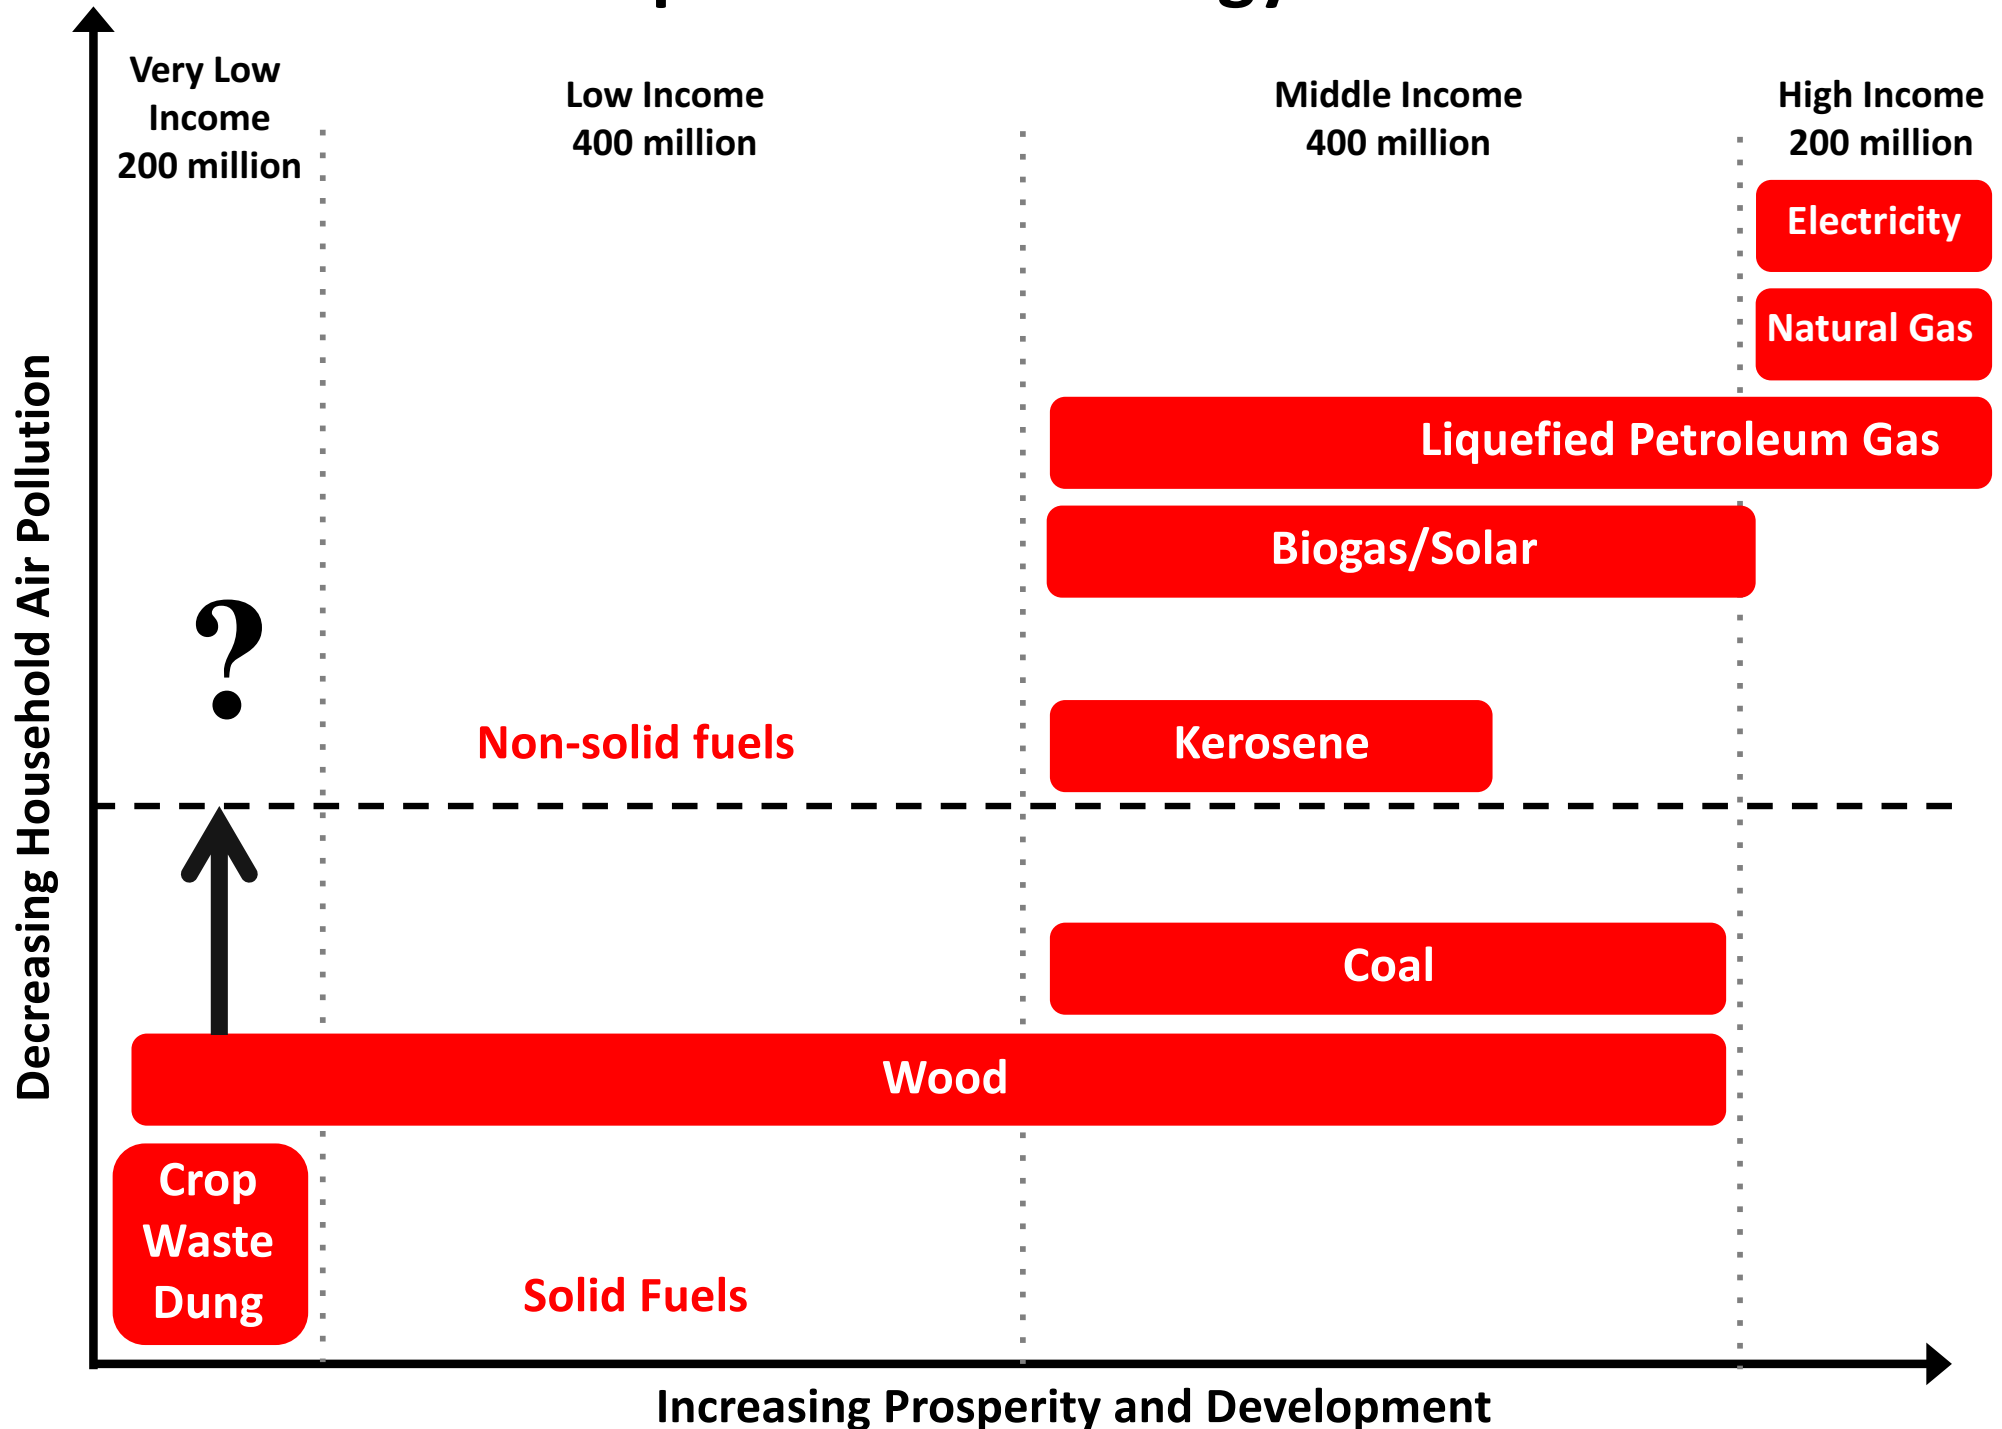 Very Low
Income
200 million
Low Income
400 million
Middle Income
400 million
High Income
200 million
Electricity
Natural Gas
Liquefied Petroleum Gas
Biogas/Solar
?
Non-solid fuels
Kerosene
Coal
Wood
Crop
Waste
Dung
Solid Fuels
Decreasing Household Air Pollution
Increasing Prosperity and Development